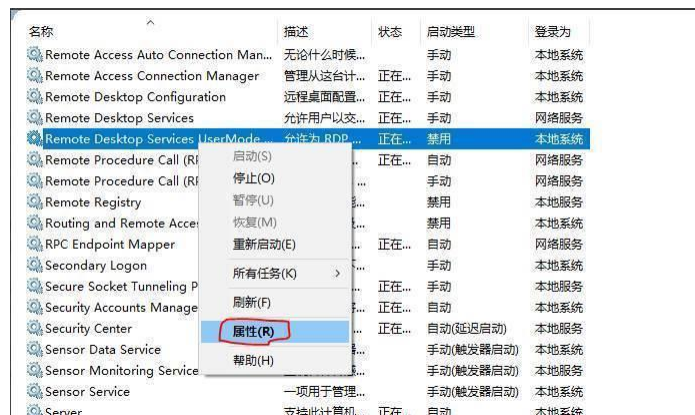 名称 描述 状态 启动类型 登录为
Remote Access Auto Connection Man... 无论什么时候... 手动 本地系统
Remote Access Connection Manager 管理从这台计... 正在... 手动 本地系统
Remote Desktop Configuration 远程桌面配置... 正在... 手动 本地系统
Remote Desktop Services 允许用户以交... 正在... 手动 网络服务
Remote Desktop Services UserMode ... 允许为 RDP ... 正在... 禁用 本地系统
Remote Procedure Call (RP 正在... 自动 网络服务
启动(S)
Remote Procedure Call (RP ... 手动 网络服务
停止(O)
Remote Registry ... 禁用 本地服务
暂停(U)
Routing and Remote Acces ... 禁用 本地系统
恢复(M)
RPC Endpoint Mapper ... 正在... 自动 网络服务
重新启动(E)
Secondary Logon ... 手动 本地系统
所有任务(K)
Secure Socket Tunneling P ... 正在... 手动 本地服务
Security Accounts Manage ... 正在... 自动 本地系统
刷新(F)
Security Center ... 正在... 自动(延迟启动) 本地服务
属性(R)
Sensor Data Service ... 手动(触发器启动) 本地系统
Sensor Monitoring Service ... 手动(触发器启动) 本地服务
帮助(H)
Sensor Service 一项用于管理... 手动(触发器启动) 本地系统
Server 支持此计算机... 正在... 自动 本地系统